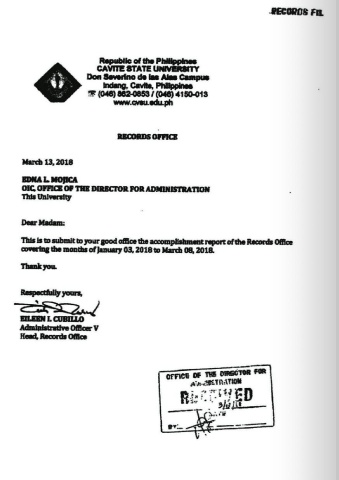 RECORDS FIL
Republic of the Philippines
CAVITE STATE UNIVERSITY
Don Severino de las Alas Campus
Indang, Cavite, Philippines
☏ (046) 862-0853 / (046) 4150-013
www.cvsu.edu.ph
RECORDS OFFICE
March 13, 2018
EDNA L. MOJICA
OIC, OFFICE OF THE DIRECTOR FOR ADMINISTRATION
This University
Dear Madam:
This is to submit to your good office the accomplishment report of the Records Office
covering the months of January 03, 2018 to March 08, 2018.
Thank you.
Respectfully yours,
EILEEN I. CUBILLO
Administrative Officer V
Head, Records Office
OFFICE OF THE DIRECTOR FOR
ADMINISTRATION
RECEIVED
BY: